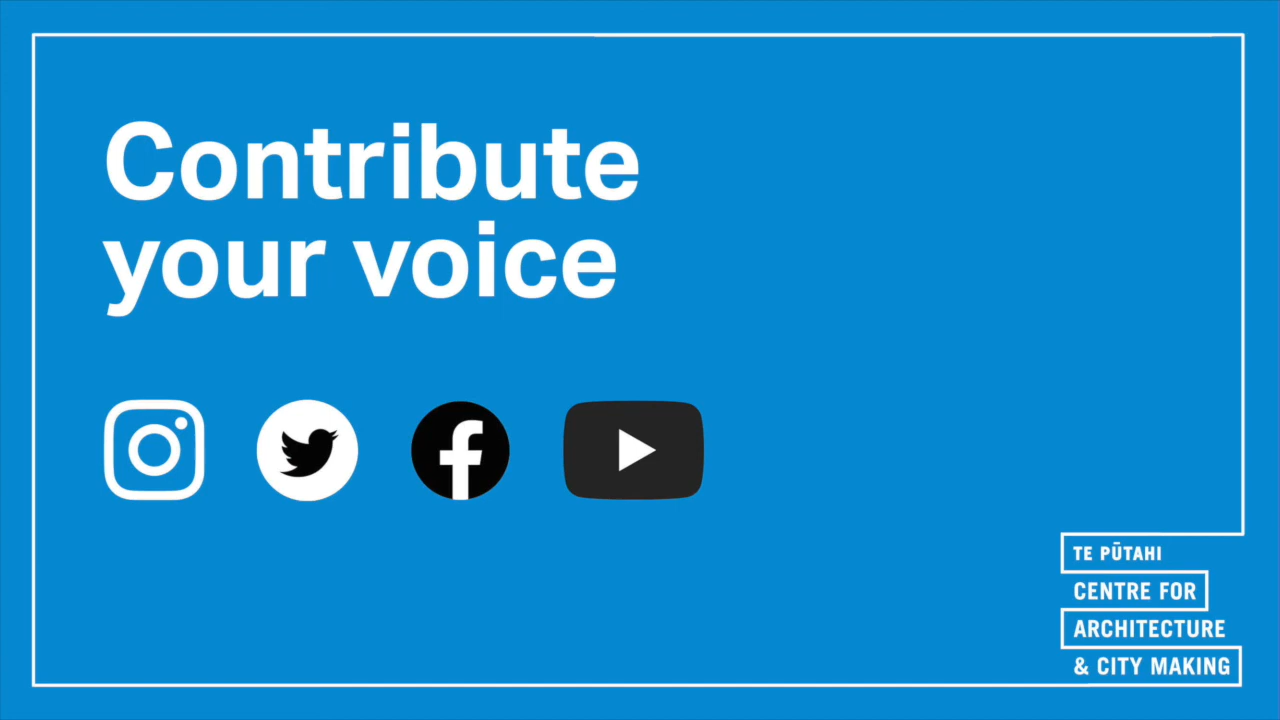 Contribute
your voice
TE PŪTAHI
CENTRE FOR
ARCHITECTURE
& CITY MAKING